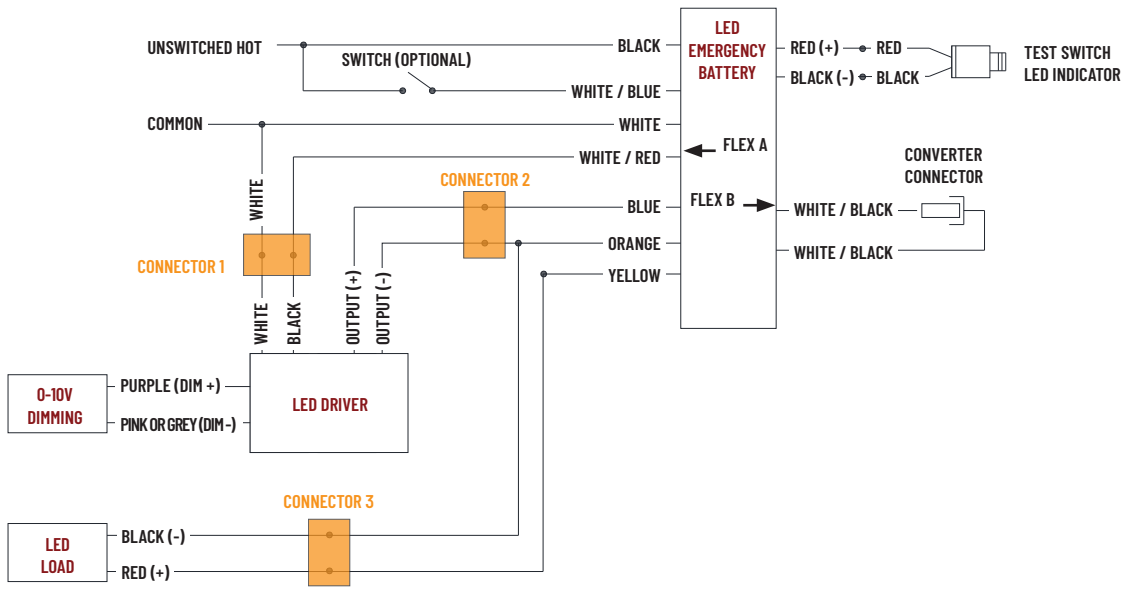 UNSWITCHED HOT
SWITCH (OPTIONAL)
BLACK
WHITE / BLUE
COMMON
WHITE
WHITE / RED
LED
EMERGENCY
BATTERY
RED (+)
RED
BLACK (-)
BLACK
TEST SWITCH
LED INDICATOR
FLEX A
FLEX B
CONVERTER
CONNECTOR
WHITE / BLACK
WHITE / BLACK
CONNECTOR 2
BLUE
ORANGE
YELLOW
WHITE
CONNECTOR 1
WHITE
BLACK
OUTPUT (+)
OUTPUT (-)
0-10V
DIMMING
PURPLE (DIM +)
PINK OR GREY (DIM -)
LED DRIVER
CONNECTOR 3
LED
LOAD
BLACK (-)
RED (+)